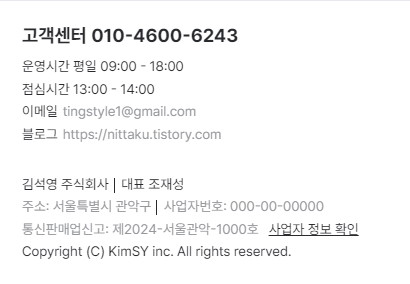 고객센터 010-4600-6243
운영시간 평일 09:00 - 18:00
점심시간 13:00 - 14:00
이메일 tingstyle1@gmail.com
블로그 https://nittaku.tistory.com
김석영 주식회사 | 대표 조재성
주소: 서울특별시 관악구 | 사업자번호: 000-00-00000
통신판매업신고: 제2024-서울관악-1000호 사업자 정보 확인
Copyright (C) KimSY inc. All rights reserved.